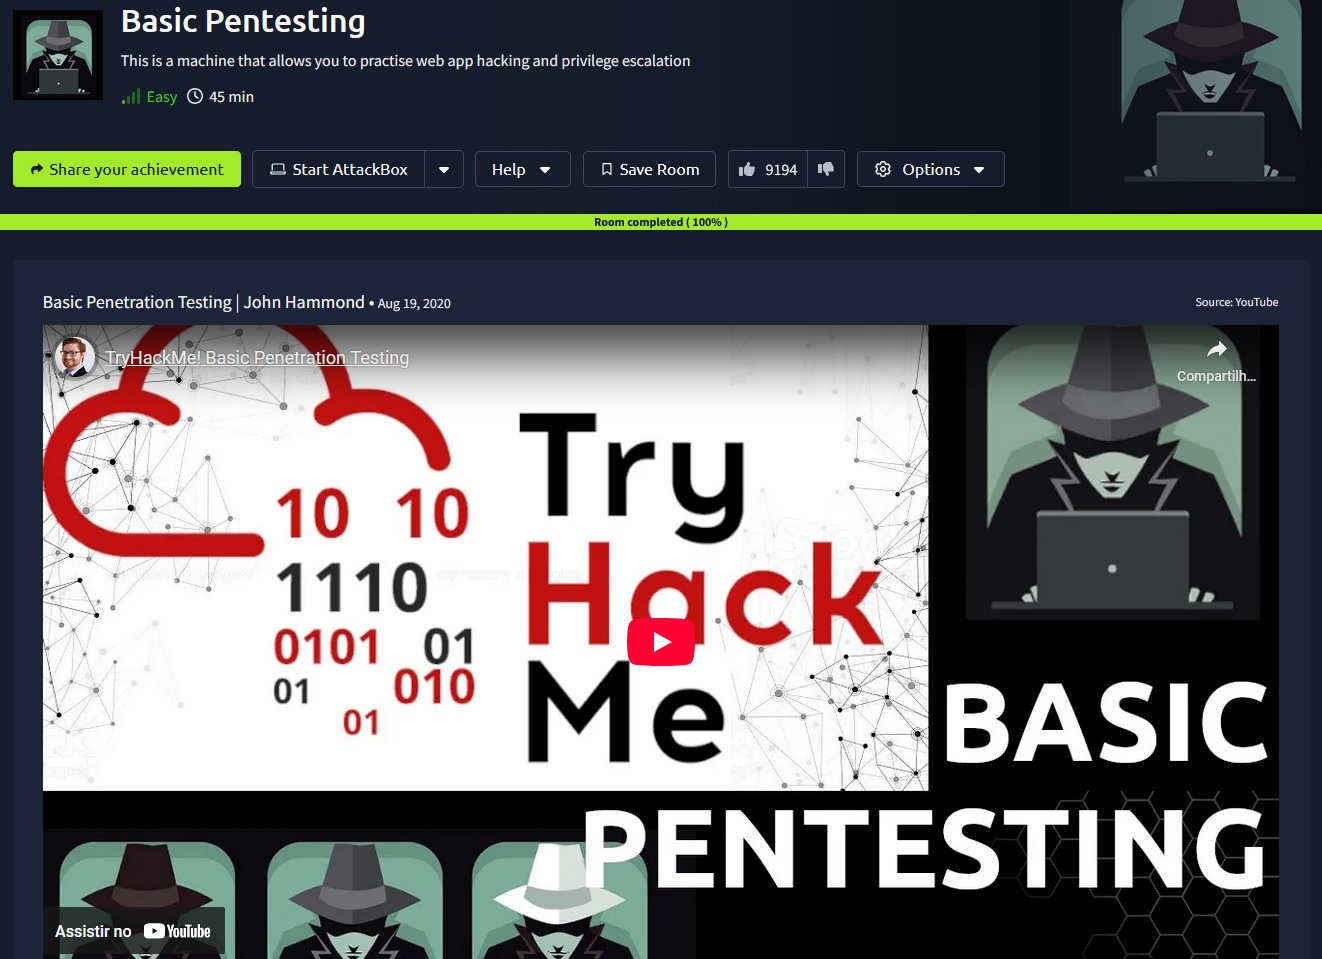 Basic Pentesting
This is a machine that allows you to practise web app hacking and privilege escalation
Easy 45 min
Share your achievement Start AttackBox Help Save Room 9194 Options
Room completed ( 100% )
Basic Penetration Testing | John Hammond • Aug 19, 2020 Source: YouTube
TryHackMe! Basic Penetration Testing
Compartilh...
Try
10 10
Hack
1110
0101 01
01 010
Me
01
BASIC
PENTESTING
Assistir no YouTube